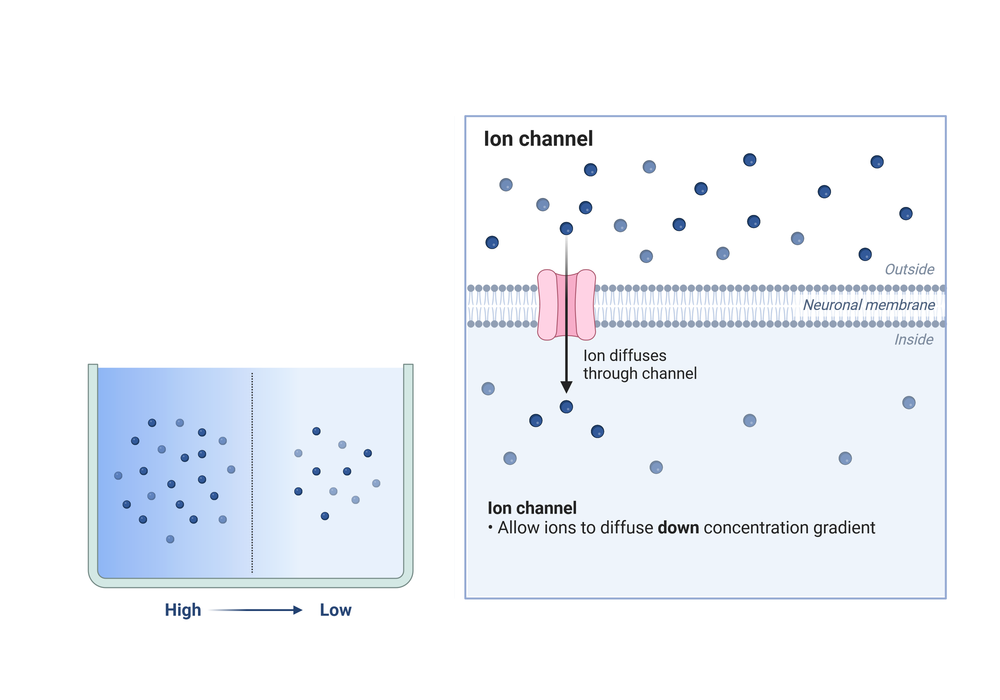 High
Low
Ion channel
Outside
Neuronal membrane
Inside
Ion diffuses
through channel
Ion channel
• Allow ions to diffuse down concentration gradient